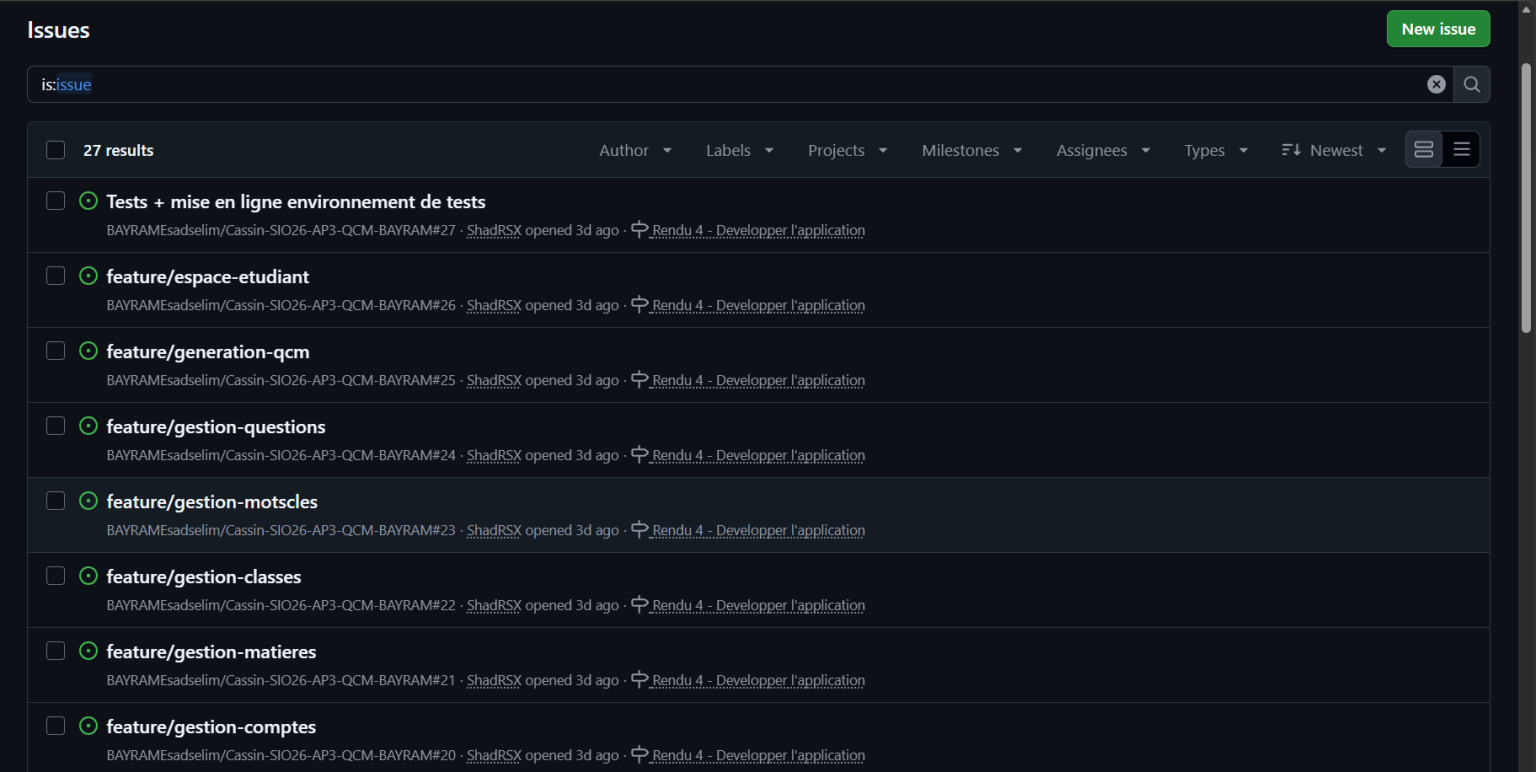 Issues
New issue
is:issue
27 results Author Labels Projects Milestones Assignees Types Newest
Tests + mise en ligne environnement de tests
BAYRAMEsadselim/Cassin-SIO26-AP3-QCM-BAYRAM#27 · ShadRSX opened 3d ago · Rendu 4 - Developper l'application
feature/espace-etudiant
BAYRAMEsadselim/Cassin-SIO26-AP3-QCM-BAYRAM#26 · ShadRSX opened 3d ago · Rendu 4 - Developper l'application
feature/generation-qcm
BAYRAMEsadselim/Cassin-SIO26-AP3-QCM-BAYRAM#25 · ShadRSX opened 3d ago · Rendu 4 - Developper l'application
feature/gestion-questions
BAYRAMEsadselim/Cassin-SIO26-AP3-QCM-BAYRAM#24 · ShadRSX opened 3d ago · Rendu 4 - Developper l'application
feature/gestion-motscles
BAYRAMEsadselim/Cassin-SIO26-AP3-QCM-BAYRAM#23 · ShadRSX opened 3d ago · Rendu 4 - Developper l'application
feature/gestion-classes
BAYRAMEsadselim/Cassin-SIO26-AP3-QCM-BAYRAM#22 · ShadRSX opened 3d ago · Rendu 4 - Developper l'application
feature/gestion-matieres
BAYRAMEsadselim/Cassin-SIO26-AP3-QCM-BAYRAM#21 · ShadRSX opened 3d ago · Rendu 4 - Developper l'application
feature/gestion-comptes
BAYRAMEsadselim/Cassin-SIO26-AP3-QCM-BAYRAM#20 · ShadRSX opened 3d ago · Rendu 4 - Developper l'application